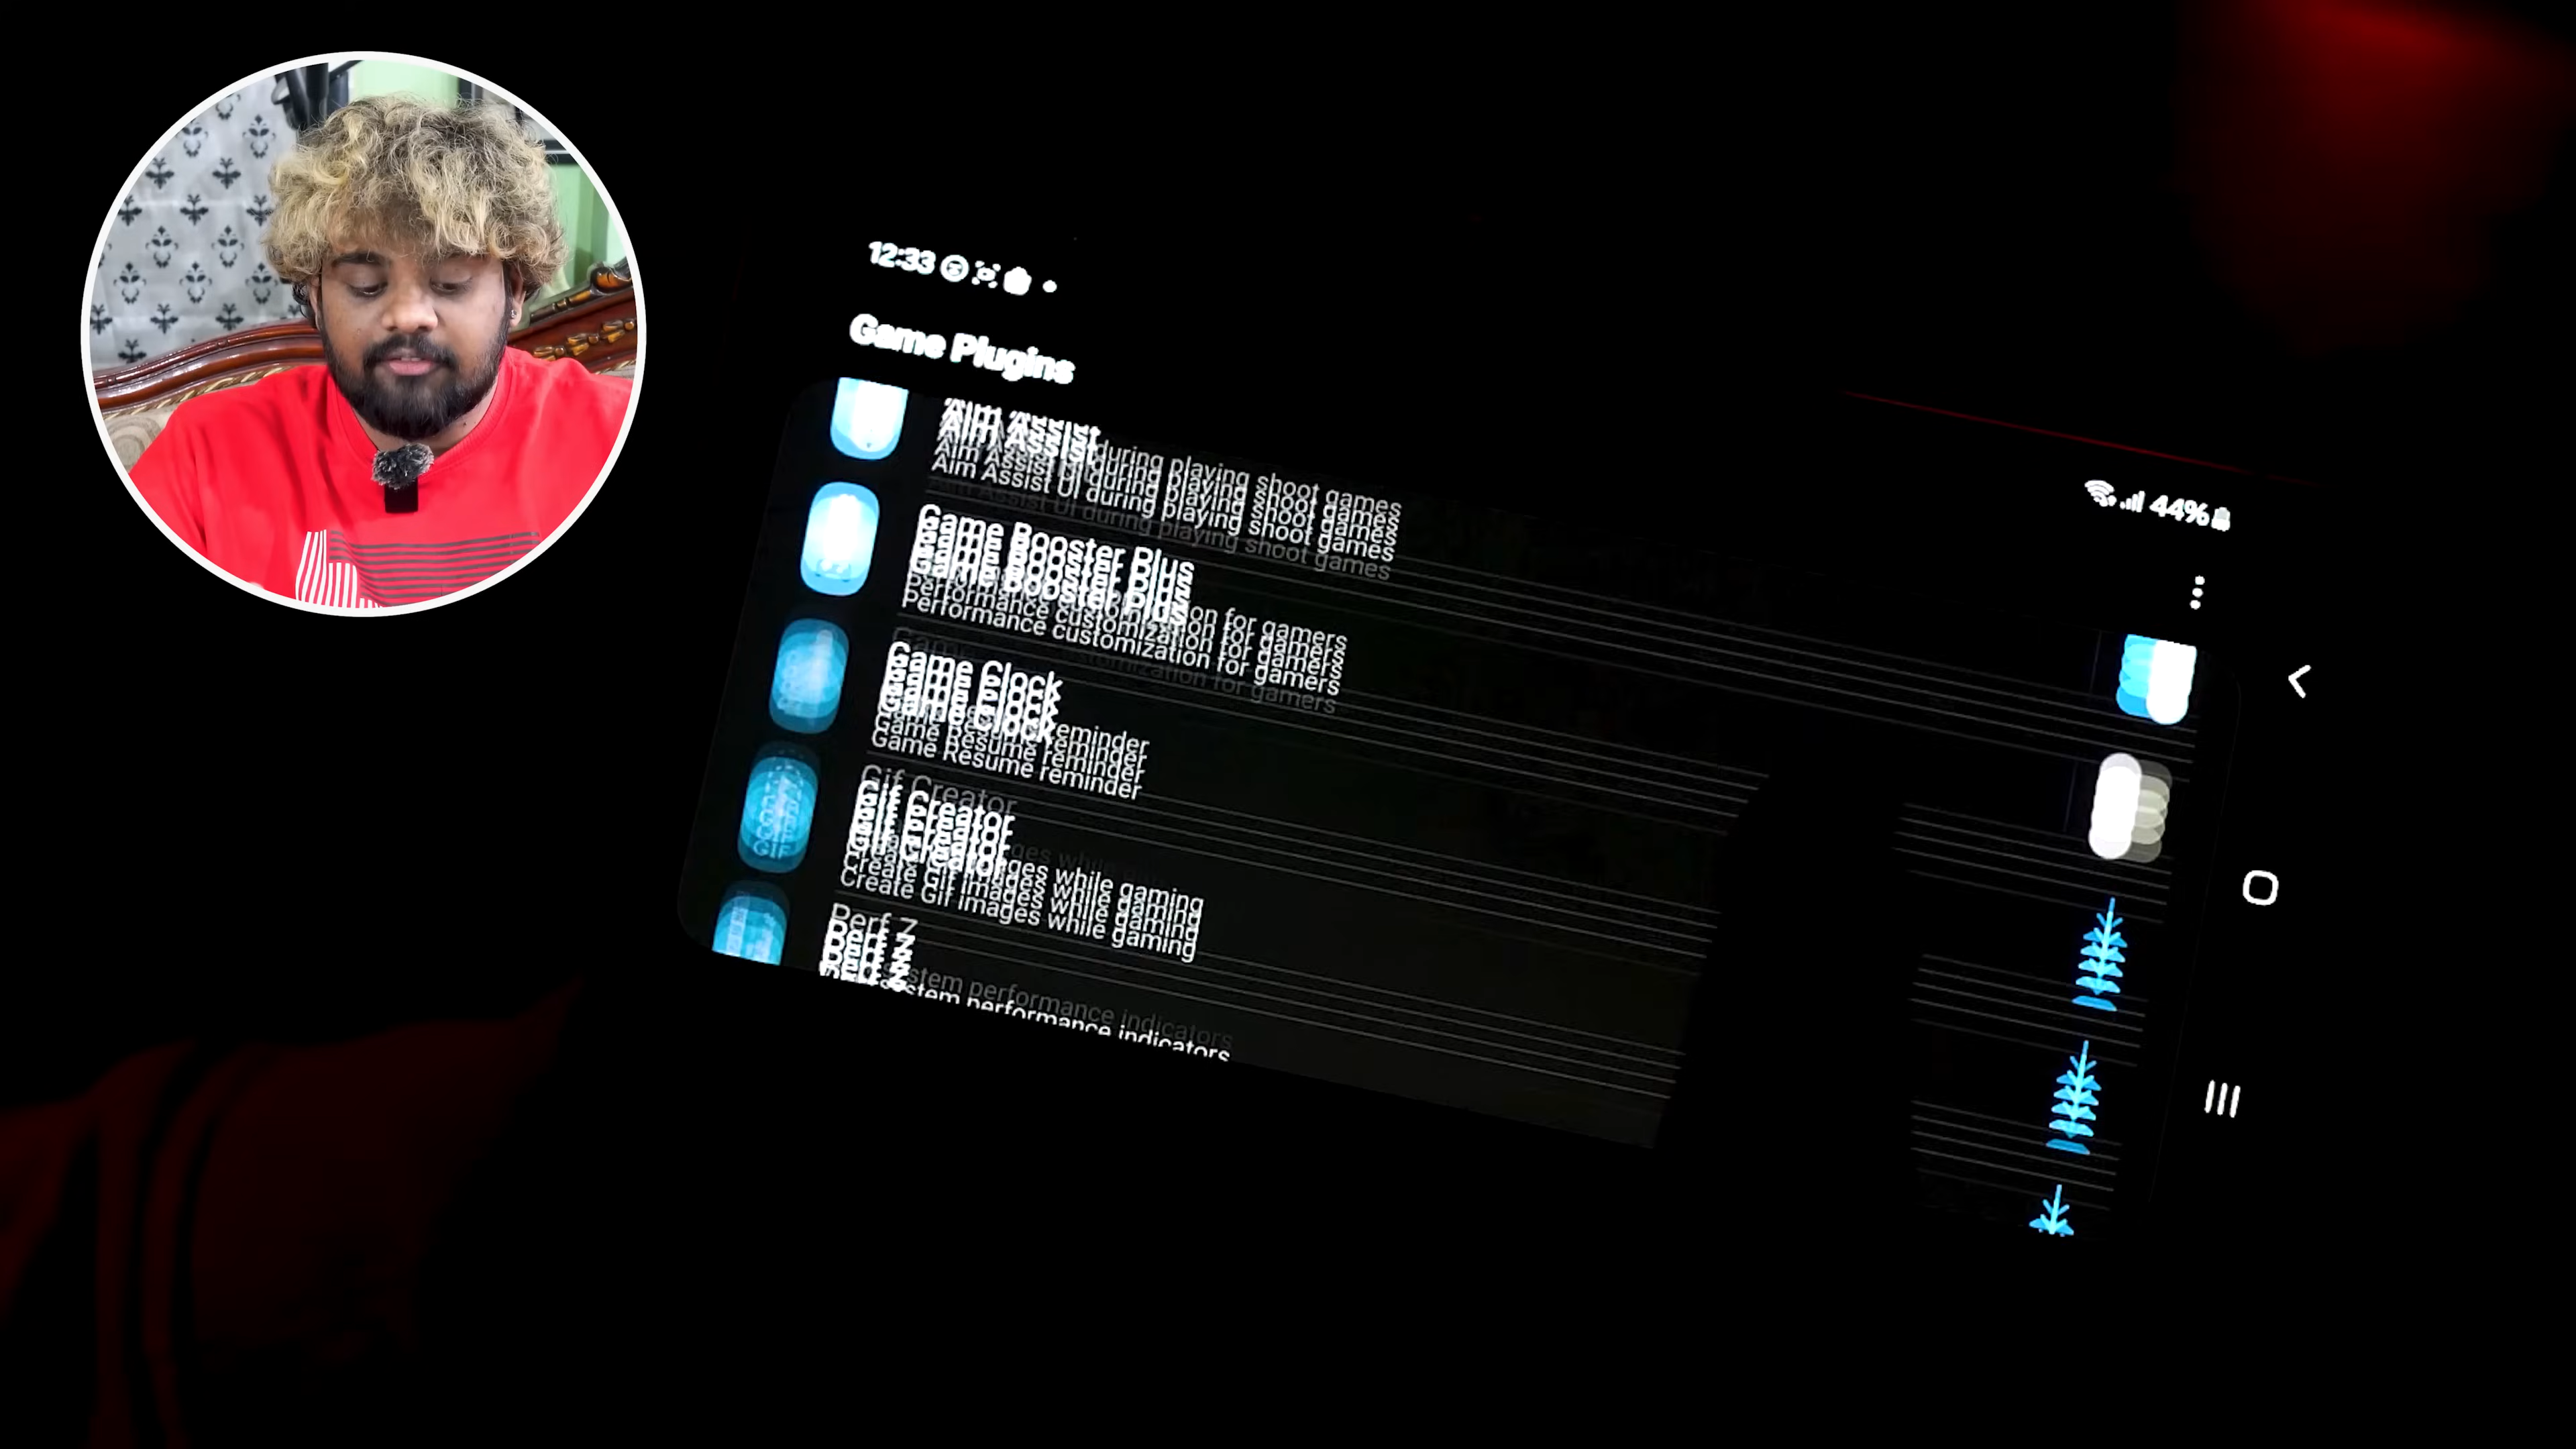 12:33
44%
Game Plugins
Aim Assist
Aim Assist UI during playing shoot games
Game Booster Plus
Performance customization for gamers
Game Clock
Game Resume reminder
Gif Creator
Create Gif images while gaming
GIF
Perf Z
system performance indicators